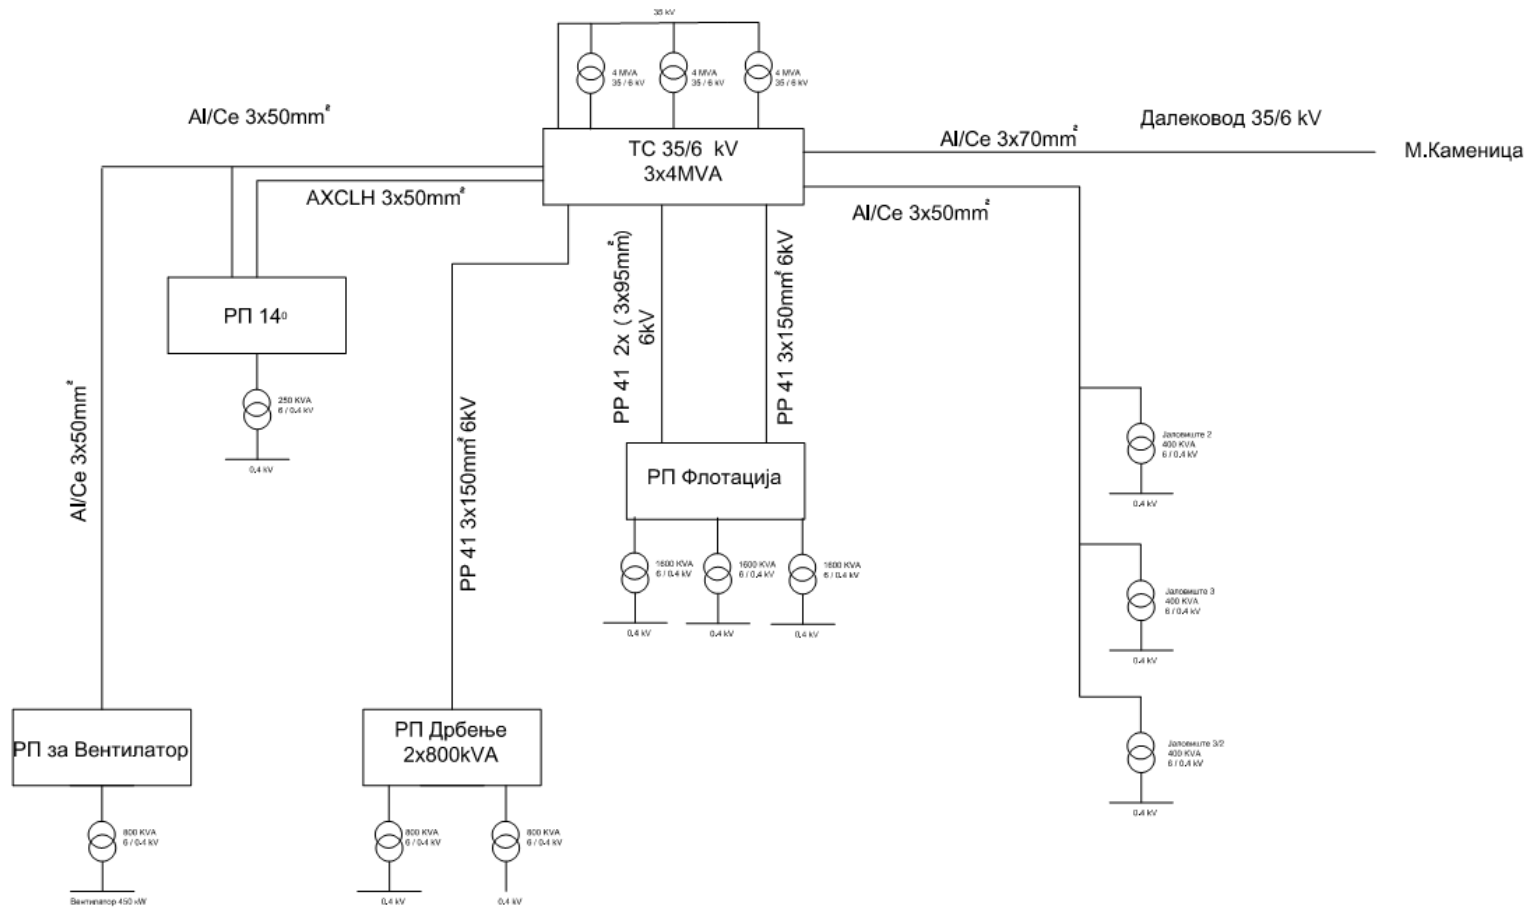 35 kV
4 MVA
35 / 6 kV
4 MVA
35 / 6 kV
4 MVA
35 / 6 kV
Al/Ce 3x50mm²
Далековод 35/6 kV
Al/Ce 3x70mm²
М.Каменица
ТС 35/6 kV
3x4MVA
AXCLH 3x50mm²
Al/Ce 3x50mm²
РП 14⁰
250 KVA
6 / 0.4 kV
0.4 kV
Al/Ce 3x50mm²
PP 41 3x150mm² 6kV
PP 41 2x ( 3x95mm²)
6kV
PP 41 3x150mm² 6kV
РП Флотација
1600 KVA
6 / 0.4 kV
1600 KVA
6 / 0.4 kV
1600 KVA
6 / 0.4 kV
0.4 kV
0.4 kV
0.4 kV
Јаловиште 2
400 KVA
6 / 0.4 kV
0.4 kV
Јаловиште 3
400 KVA
6 / 0.4 kV
0.4 kV
Јаловиште 3/2
400 KVA
6 / 0.4 kV
0.4 kV
РП за Вентилатор
800 KVA
6 / 0.4 kV
Вентилатор 450 kW
РП Дрбење
2x800kVA
800 KVA
6 / 0.4 kV
800 KVA
6 / 0.4 kV
0.4 kV
0.4 kV